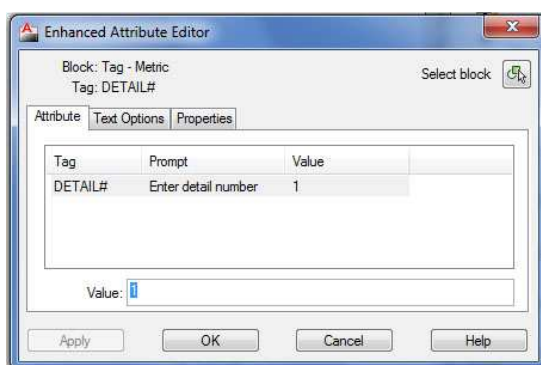 Enhanced Attribute Editor
Block: Tag - Metric
Tag: DETAIL#
Select block
Attribute Text Options Properties
Tag Prompt Value
DETAIL# Enter detail number 1
Value: 1
Apply OK Cancel Help